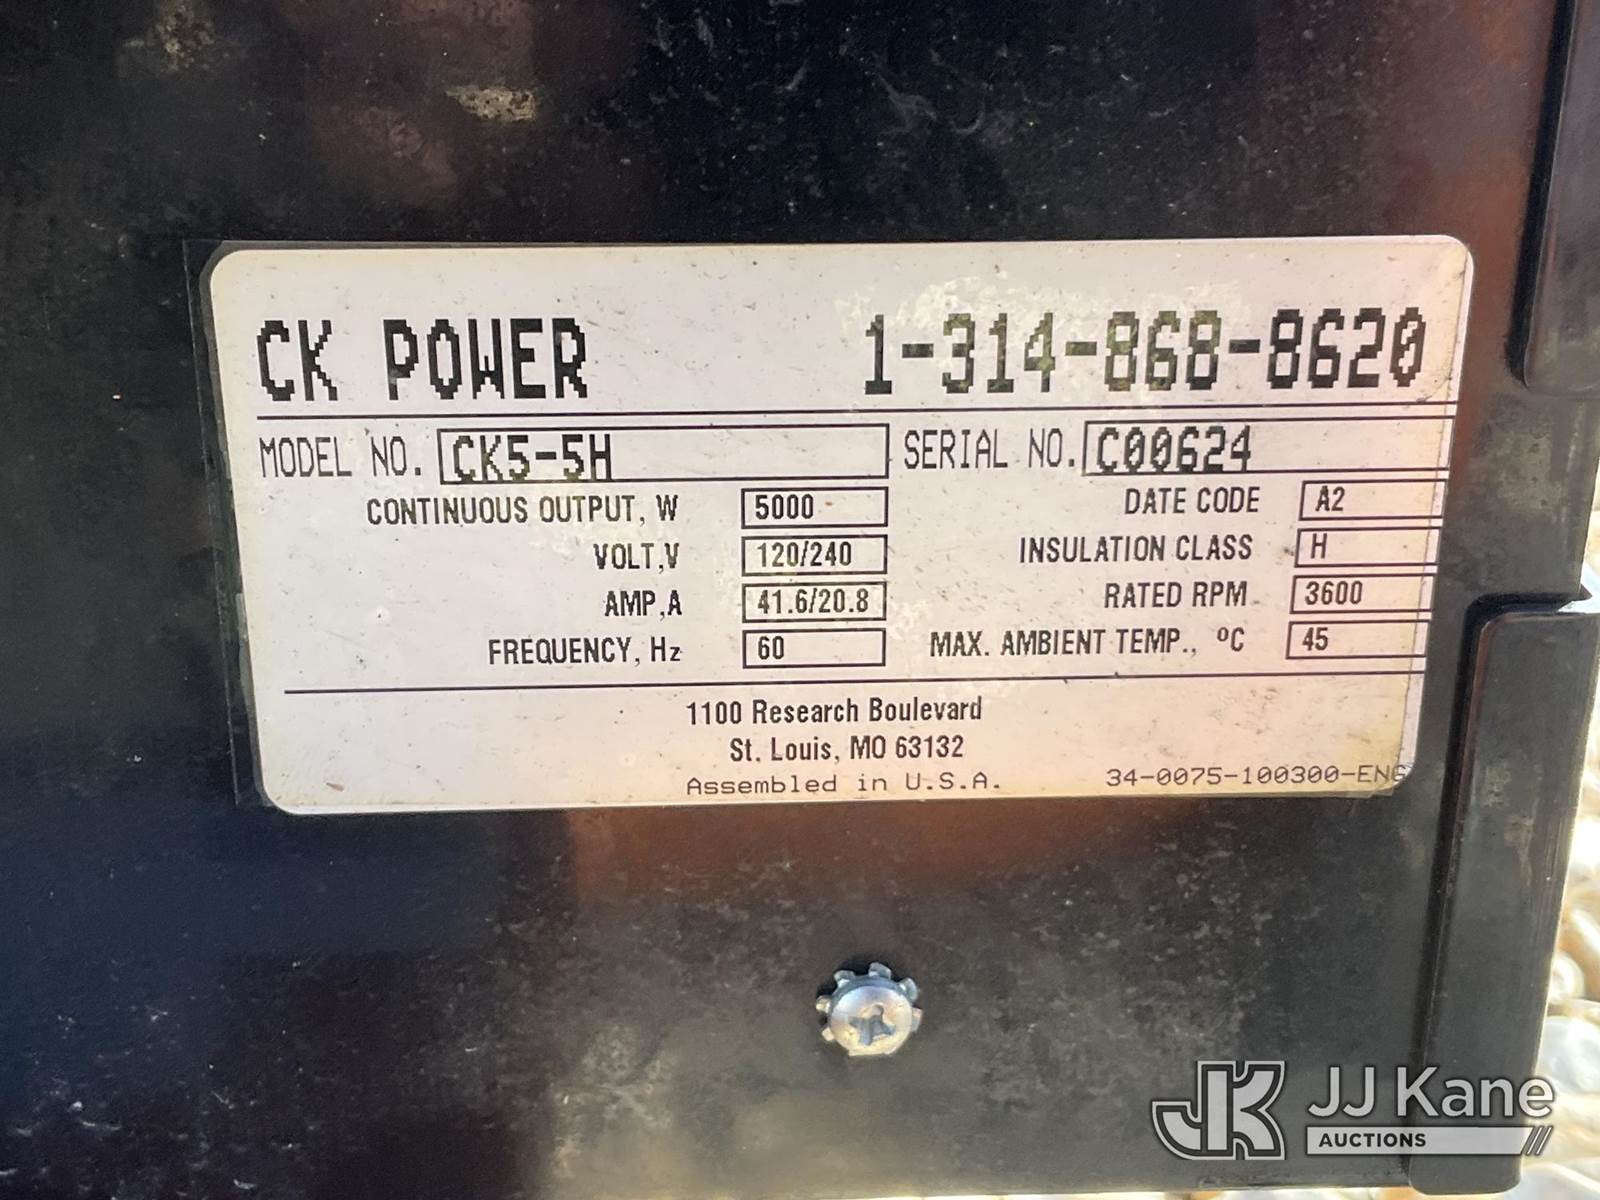 CK POWER 1-314-868-8620
MODEL NO. CK5-5H SERIAL NO. C00624
CONTINUOUS OUTPUT, W 5000 DATE CODE A2
VOLT,V 120/240 INSULATION CLASS H
AMP,A 41.6/20.8 RATED RPM 3600
FREQUENCY, Hz 60 MAX. AMBIENT TEMP., ºC 45
1100 Research Boulevard
St. Louis, MO 63132
Assembled in U.S.A. 34-0075-100300-ENG
JK JJ Kane
AUCTIONS